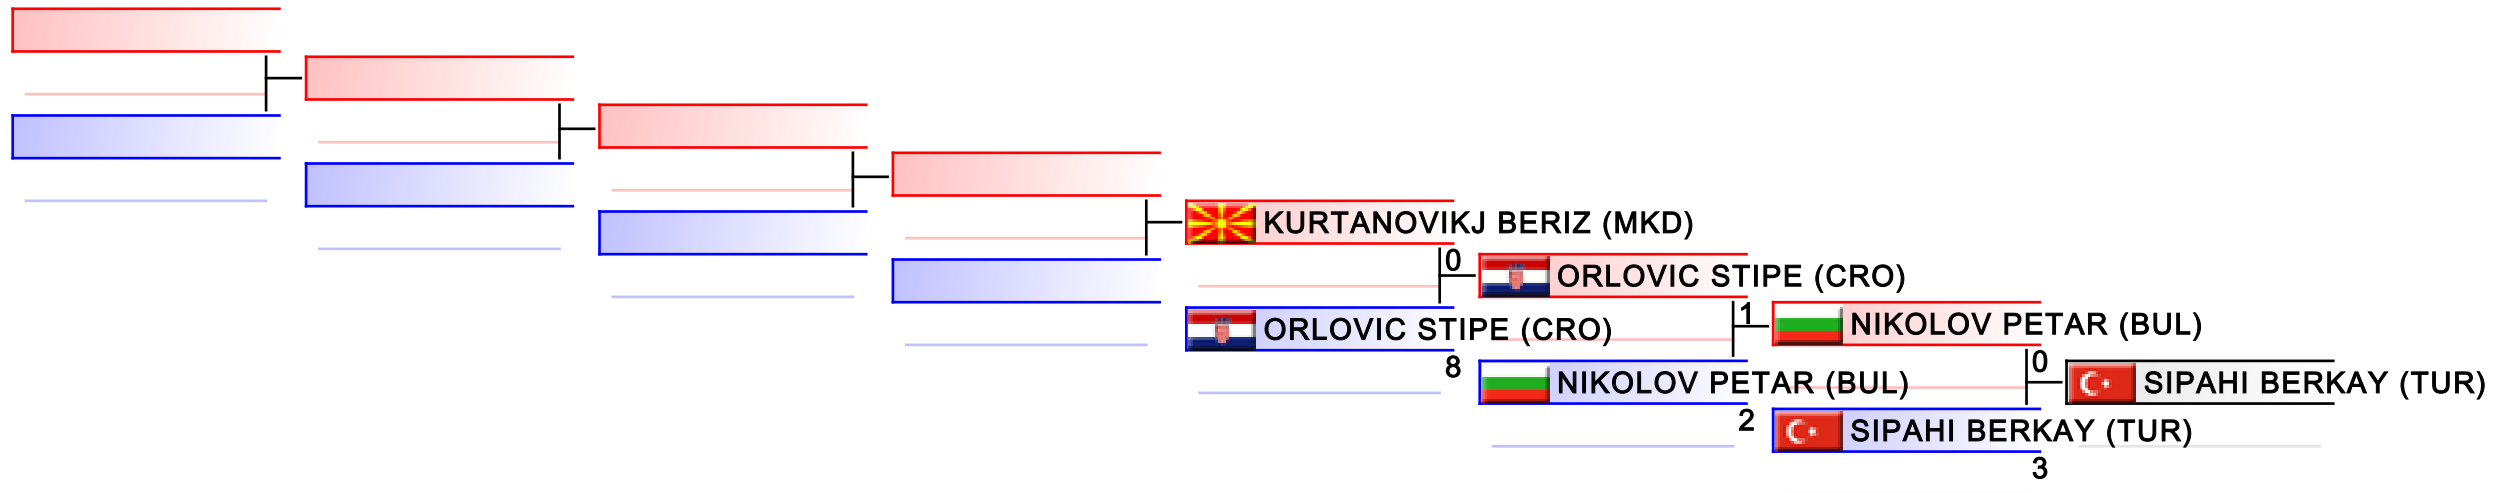 KURTANOVIKJ BERIZ (MKD)
0
ORLOVIC STIPE (CRO)
8
ORLOVIC STIPE (CRO)
1
NIKOLOV PETAR (BUL)
2
NIKOLOV PETAR (BUL)
0
SIPAHI BERKAY (TUR)
3
SIPAHI BERKAY (TUR)